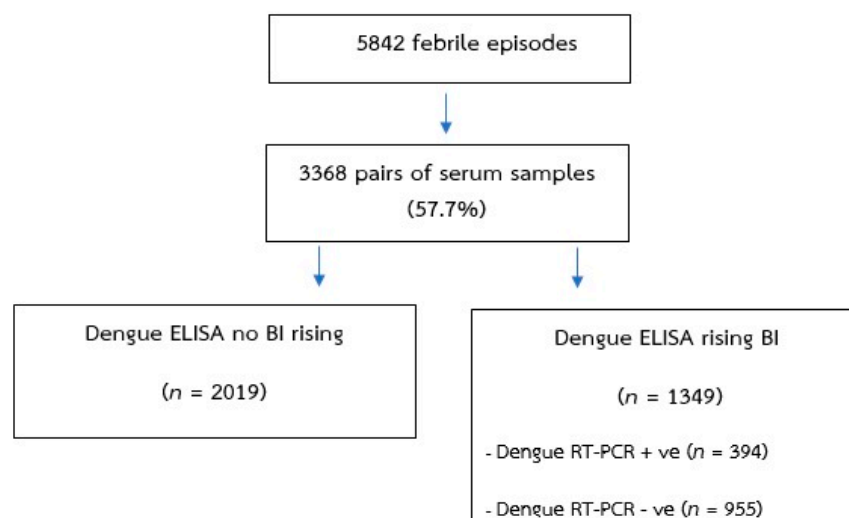 5842 febrile episodes
3368 pairs of serum samples
(57.7%)
Dengue ELISA no BI rising
(n = 2019)
Dengue ELISA rising BI
(n = 1349)
- Dengue RT-PCR + ve (n = 394)
- Dengue RT-PCR - ve (n = 955)